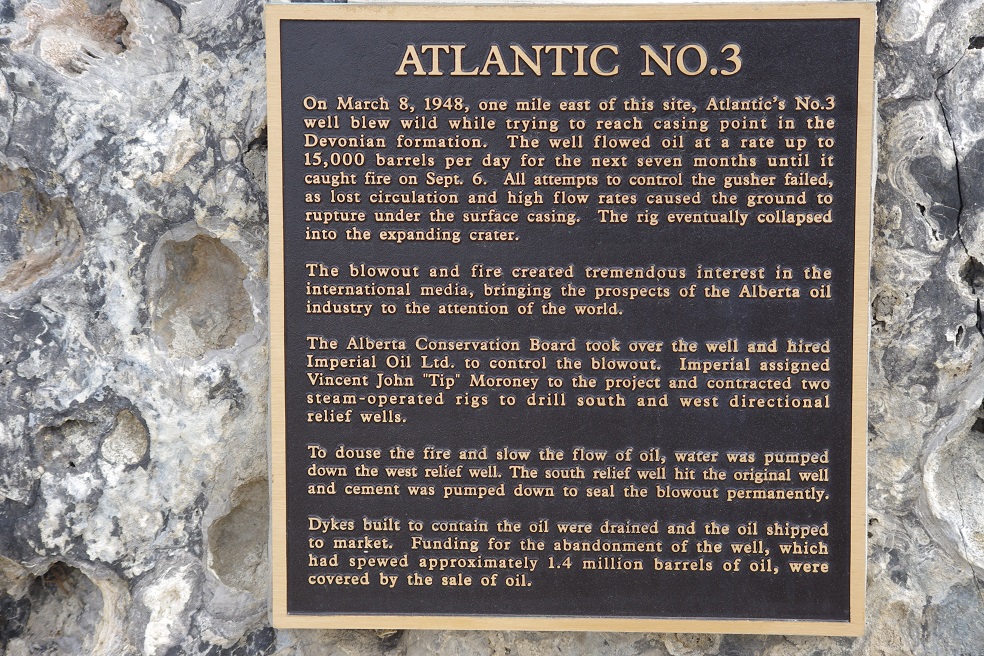 ATLANTIC NO.3
On March 8, 1948, one mile east of this site, Atlantic's No.3
well blew wild while trying to reach casing point in the
Devonian formation. The well flowed oil at a rate up to
15,000 barrels per day for the next seven months until it
caught fire on Sept. 6. All attempts to control the gusher failed,
as lost circulation and high flow rates caused the ground to
rupture under the surface casing. The rig eventually collapsed
into the expanding crater.
The blowout and fire created tremendous interest in the
international media, bringing the prospects of the Alberta oil
industry to the attention of the world.
The Alberta Conservation Board took over the well and hired
Imperial Oil Ltd. to control the blowout. Imperial assigned
Vincent John "Tip" Moroney to the project and contracted two
steam-operated rigs to drill south and west directional
relief wells.
To douse the fire and slow the flow of oil, water was pumped
down the west relief well. The south relief well hit the original well
and cement was pumped down to seal the blowout permanently.
Dykes built to contain the oil were drained and the oil shipped
to market. Funding for the abandonment of the well, which
had spewed approximately 1.4 million barrels of oil, were
covered by the sale of oil.